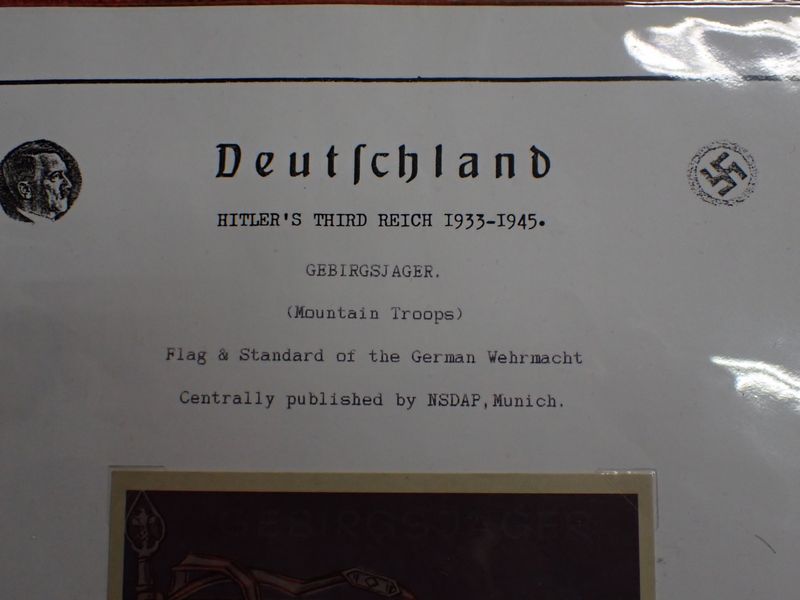 Deutſchland
HITLER'S THIRD REICH 1933-1945.
GEBIRGSJAGER.
(Mountain Troops)
Flag & Standard of the German Wehrmacht
Centrally published by NSDAP,Munich.
GEBIRGSJÄGER